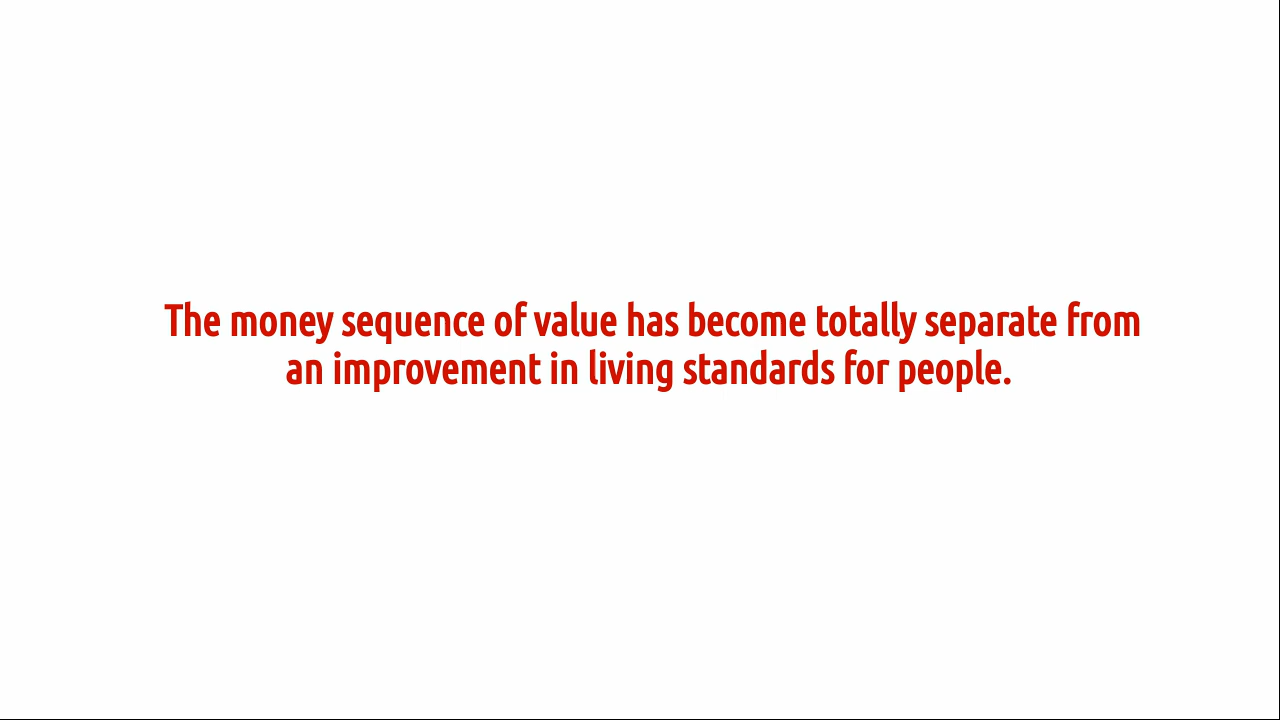 The money sequence of value has become totally separate from
an improvement in living standards for people.